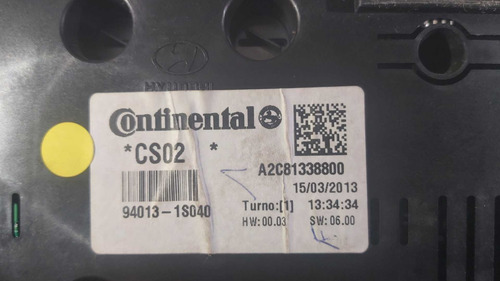 HYUNDAI
Continental
*CS02 *
A2C81338800
15/03/2013
94013-1S040
Turno:[1] 13:34:34
HW:00.03 SW:06.00